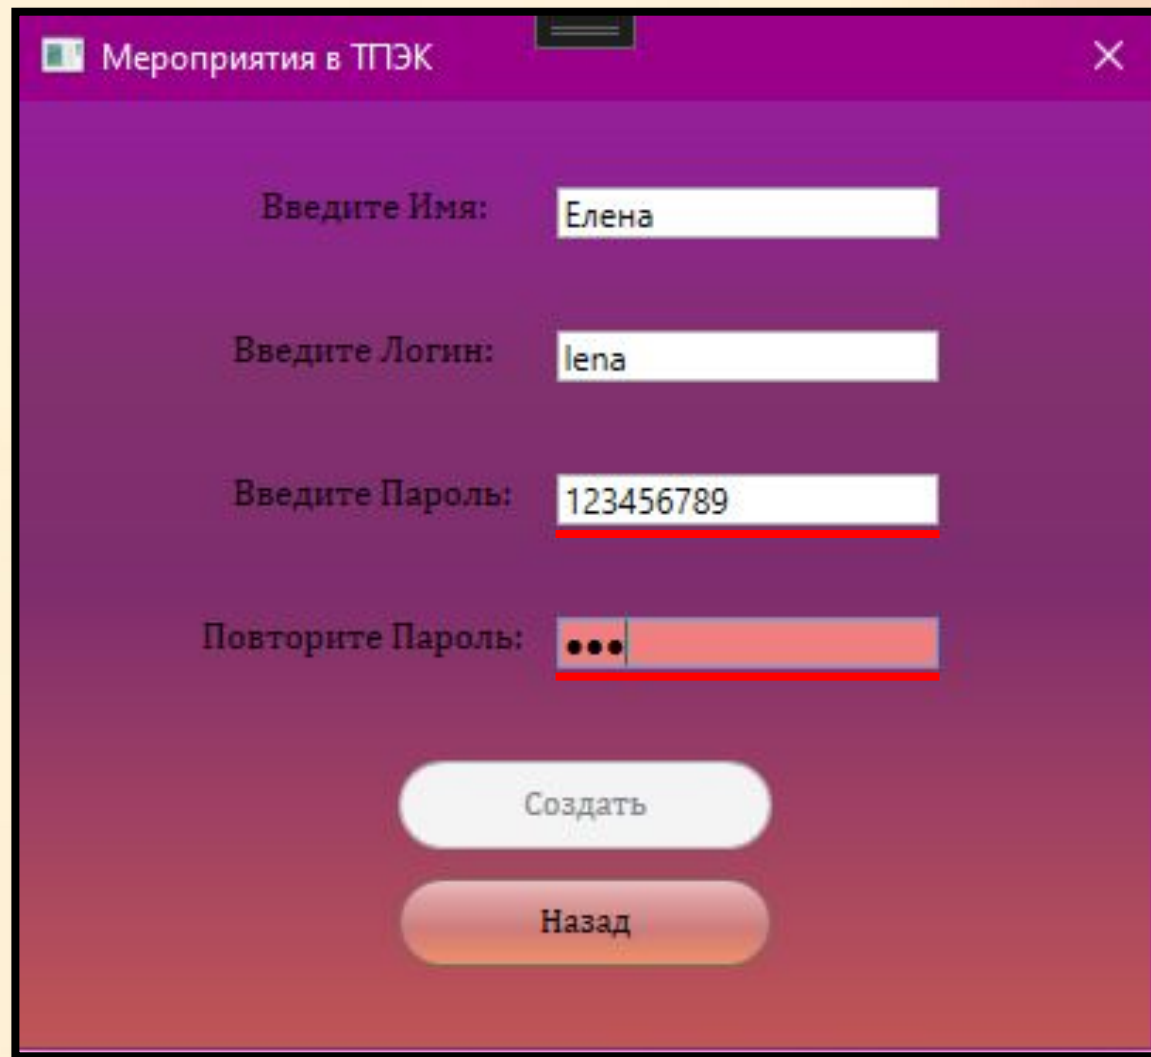 Мероприятия в ТПЭК
Введите Имя:
Елена
Введите Логин:
lena
Введите Пароль:
123456789
Повторите Пароль:
●●●
Создать
Назад